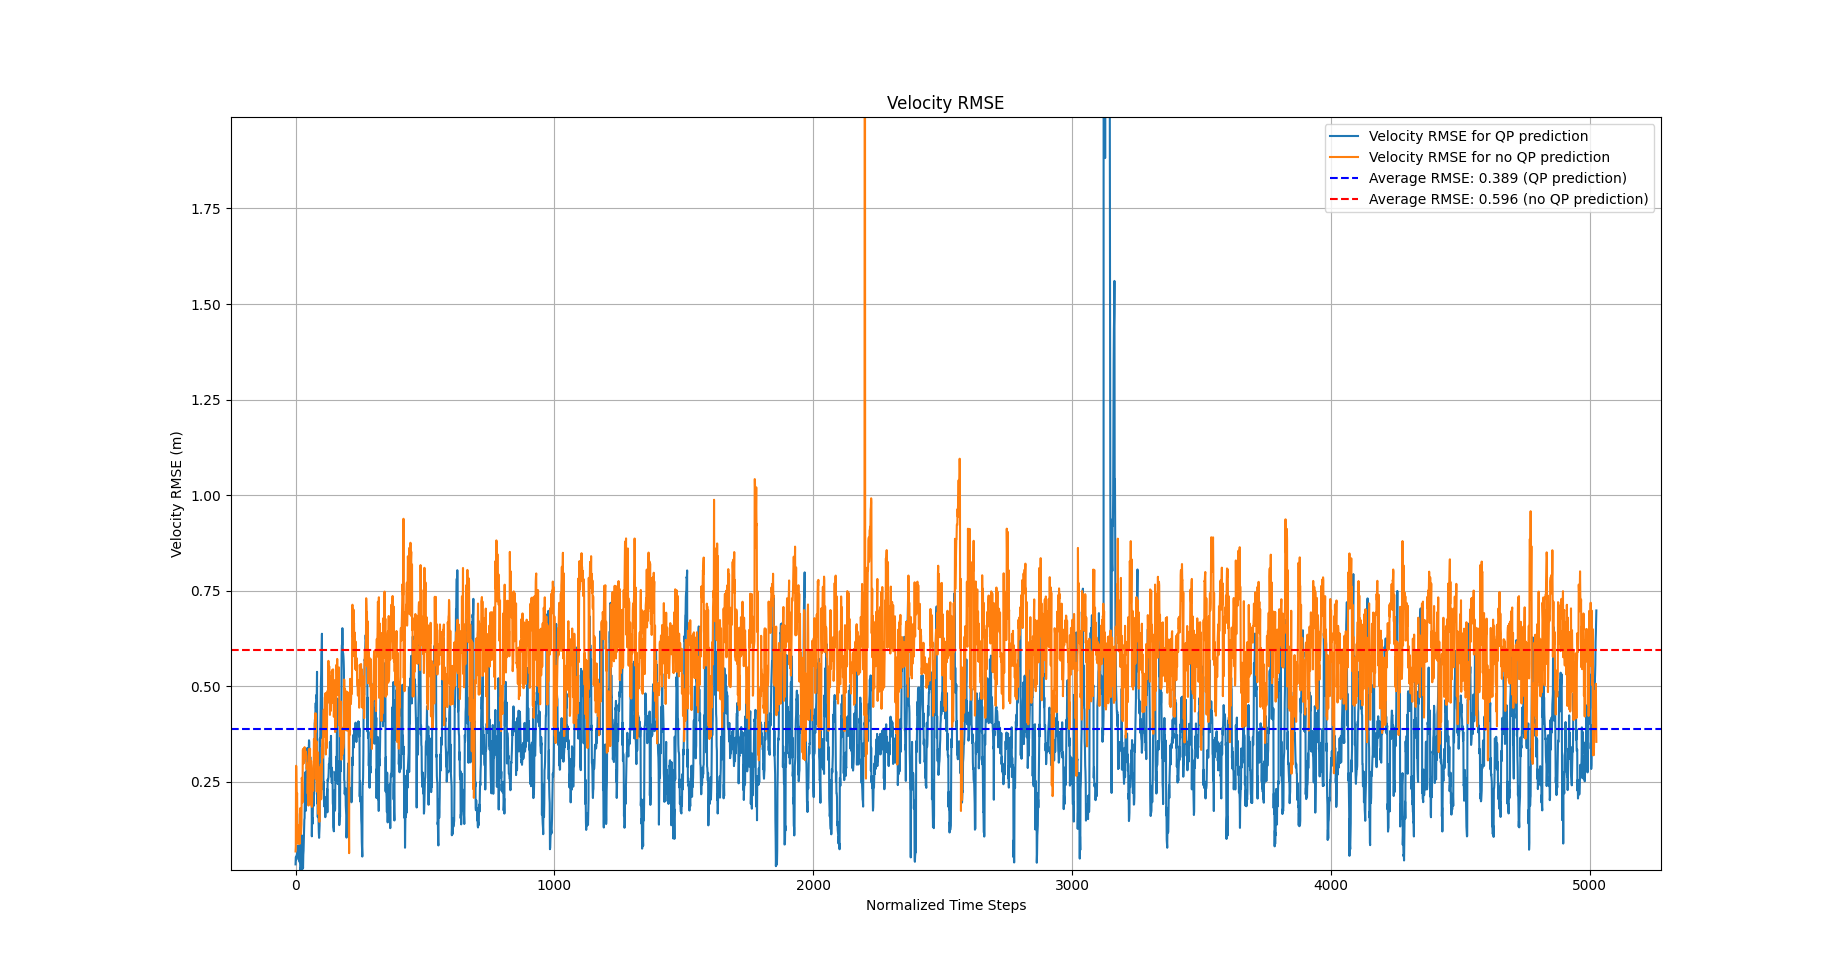 Velocity RMSE
Velocity RMSE for QP prediction
Velocity RMSE for no QP prediction
Average RMSE: 0.389 (QP prediction)
Average RMSE: 0.596 (no QP prediction)
1.75
1.50
1.25
1.00
0.75
0.50
0.25
Velocity RMSE (m)
0 1000 2000 3000 4000 5000
Normalized Time Steps